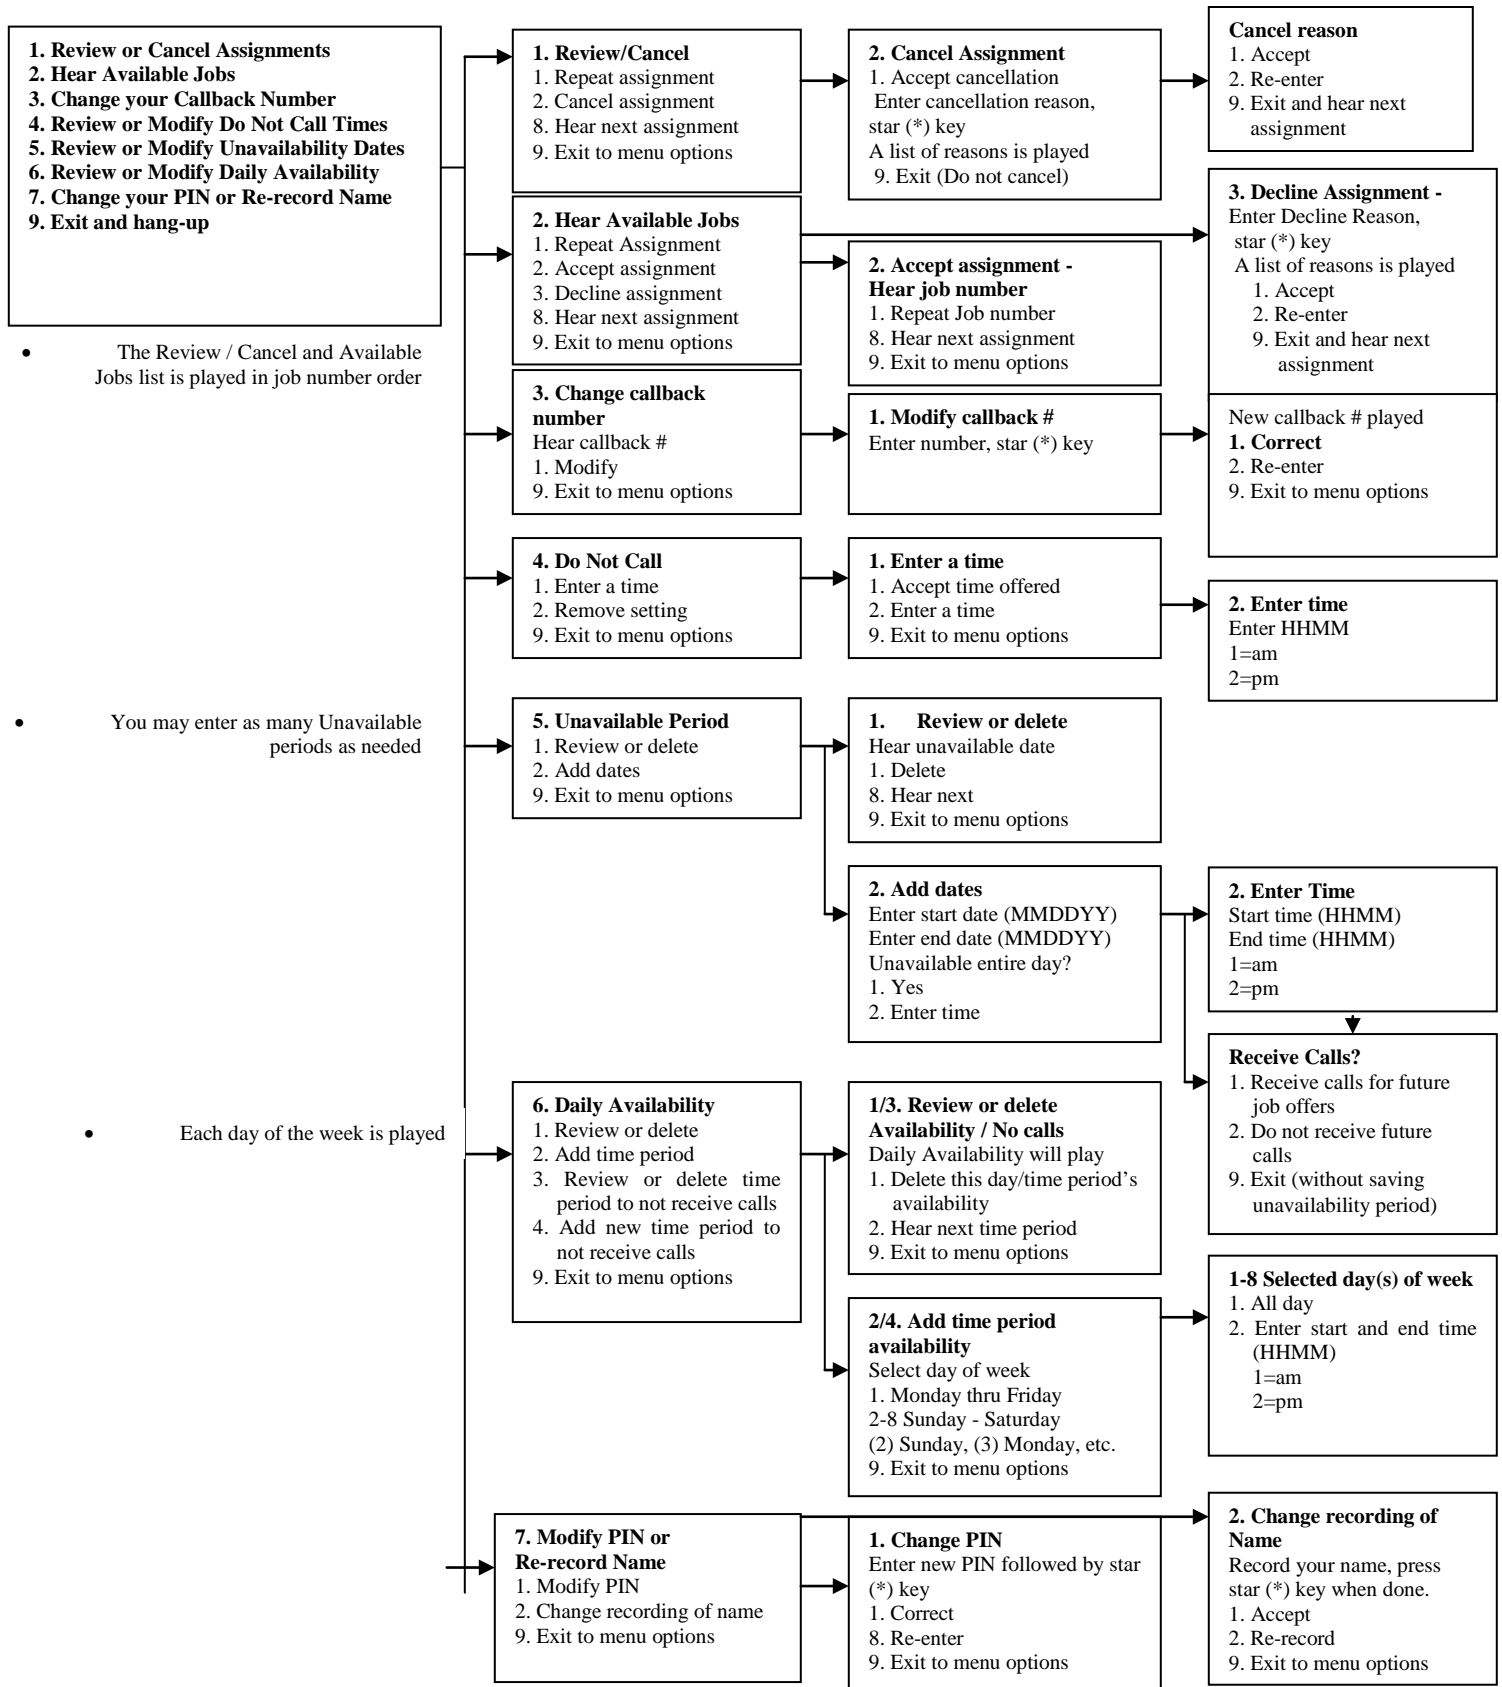 1. Review or Cancel Assignments
2. Hear Available Jobs
3. Change your Callback Number
4. Review or Modify Do Not Call Times
5. Review or Modify Unavailability Dates
6. Review or Modify Daily Availability
7. Change your PIN or Re-record Name
9. Exit and hang-up
• The Review / Cancel and Available
Jobs list is played in job number order
• You may enter as many Unavailable
periods as needed
• Each day of the week is played
1. Review/Cancel
1. Repeat assignment
2. Cancel assignment
8. Hear next assignment
9. Exit to menu options
2. Cancel Assignment
1. Accept cancellation
Enter cancellation reason,
star (*) key
A list of reasons is played
9. Exit (Do not cancel)
Cancel reason
1. Accept
2. Re-enter
9. Exit and hear next
assignment
2. Hear Available Jobs
1. Repeat Assignment
2. Accept assignment
3. Decline assignment
8. Hear next assignment
9. Exit to menu options
2. Accept assignment -
Hear job number
1. Repeat Job number
8. Hear next assignment
9. Exit to menu options
3. Decline Assignment -
Enter Decline Reason,
star (*) key
A list of reasons is played
1. Accept
2. Re-enter
9. Exit and hear next
assignment
3. Change callback
number
Hear callback #
1. Modify
9. Exit to menu options
1. Modify callback #
Enter number, star (*) key
New callback # played
1. Correct
2. Re-enter
9. Exit to menu options
4. Do Not Call
1. Enter a time
2. Remove setting
9. Exit to menu options
1. Enter a time
1. Accept time offered
2. Enter a time
9. Exit to menu options
2. Enter time
Enter HHMM
1=am
2=pm
5. Unavailable Period
1. Review or delete
2. Add dates
9. Exit to menu options
1. Review or delete
Hear unavailable date
1. Delete
8. Hear next
9. Exit to menu options
2. Add dates
Enter start date (MMDDYY)
Enter end date (MMDDYY)
Unavailable entire day?
1. Yes
2. Enter time
2. Enter Time
Start time (HHMM)
End time (HHMM)
1=am
2=pm
Receive Calls?
1. Receive calls for future
job offers
2. Do not receive future
calls
9. Exit (without saving
unavailability period)
6. Daily Availability
1. Review or delete
2. Add time period
3. Review or delete time
period to not receive calls
4. Add new time period to
not receive calls
9. Exit to menu options
1/3. Review or delete
Availability / No calls
Daily Availability will play
1. Delete this day/time period's
availability
2. Hear next time period
9. Exit to menu options
2/4. Add time period
availability
Select day of week
1. Monday thru Friday
2-8 Sunday - Saturday
(2) Sunday, (3) Monday, etc.
9. Exit to menu options
1-8 Selected day(s) of week
1. All day
2. Enter start and end time
(HHMM)
1=am
2=pm
7. Modify PIN or
Re-record Name
1. Modify PIN
2. Change recording of name
9. Exit to menu options
1. Change PIN
Enter new PIN followed by star
(*) key
1. Correct
8. Re-enter
9. Exit to menu options
2. Change recording of
Name
Record your name, press
star (*) key when done.
1. Accept
2. Re-record
9. Exit to menu options